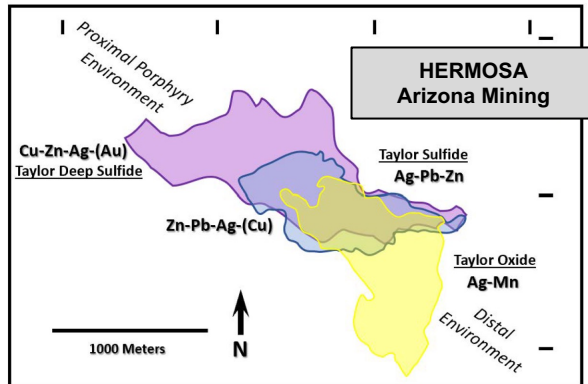 Proximal Porphyry
Environment
HERMOSA
Arizona Mining
Cu-Zn-Ag-(Au)
Taylor Deep Sulfide
Taylor Sulfide
Ag-Pb-Zn
Zn-Pb-Ag-(Cu)
Taylor Oxide
Ag-Mn
Distal
Environment
1000 Meters
N